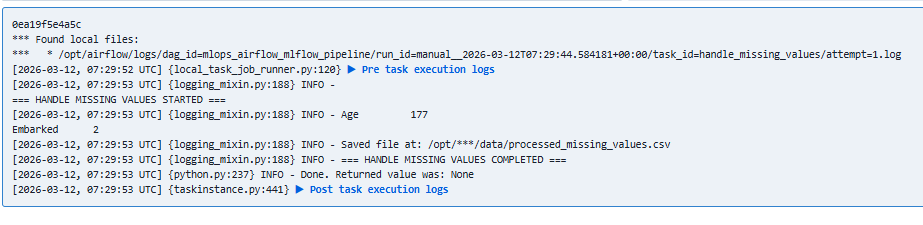 0ea19f5e4a5c
*** Found local files:
***   * /opt/airflow/logs/dag_id=mlops_airflow_mlflow_pipeline/run_id=manual__2026-03-12T07:29:44.584181+00:00/task_id=handle_missing_values/attempt=1.log
[2026-03-12, 07:29:52 UTC] {local_task_job_runner.py:120} ▶ Pre task execution logs
[2026-03-12, 07:29:53 UTC] {logging_mixin.py:188} INFO -
=== HANDLE MISSING VALUES STARTED ===
[2026-03-12, 07:29:53 UTC] {logging_mixin.py:188} INFO - Age         177
Embarked      2
[2026-03-12, 07:29:53 UTC] {logging_mixin.py:188} INFO - Saved file at: /opt/***/data/processed_missing_values.csv
[2026-03-12, 07:29:53 UTC] {logging_mixin.py:188} INFO - === HANDLE MISSING VALUES COMPLETED ===
[2026-03-12, 07:29:53 UTC] {python.py:237} INFO - Done. Returned value was: None
[2026-03-12, 07:29:53 UTC] {taskinstance.py:441} ▶ Post task execution logs